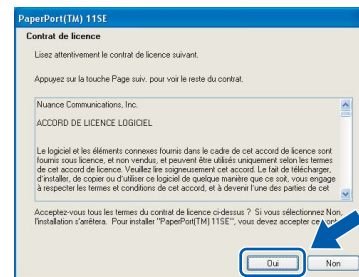 PaperPort(TM) 11SE
Contrat de licence
Lisez attentivement le contrat de licence suivant.
Appuyez sur la touche Page suiv. pour voir le reste du contrat.
Nuance Communications, Inc.
ACCORD DE LICENCE LOGICIEL
Le logiciel et les éléments connexes fournis dans le cadre de cet accord de licence sont
fournis sous licence, et non vendus, et peuvent être utilisés uniquement selon les termes
de cet accord de licence. Veuillez lire soigneusement cet accord. Le fait de télécharger,
d'installer, de copier ou d'utiliser ce logiciel de quelque manière que ce soit, vous engage
à respecter les termes et conditions de cet accord, et à devenir l'une des parties de cet
Acceptez-vous tous les termes du contrat de licence ci-dessus ? Si vous sélectionnez Non,
l'installation s'arrêtera. Pour installer "PaperPort(TM) 11SE", vous devez accepter ce
Oui
Non